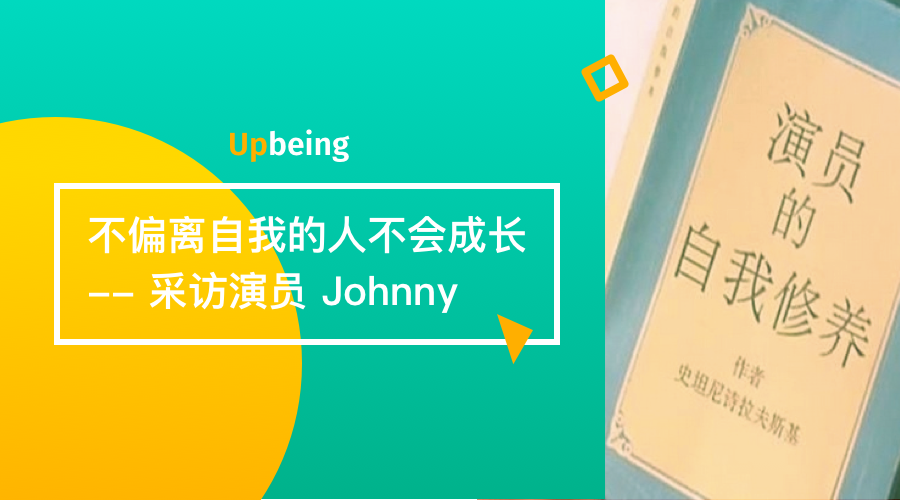 Upbeing
不偏离自我的人不会成长
-- 采访演员 Johnny
演员
的
自我修养
作者
史坦尼诗拉夫斯基